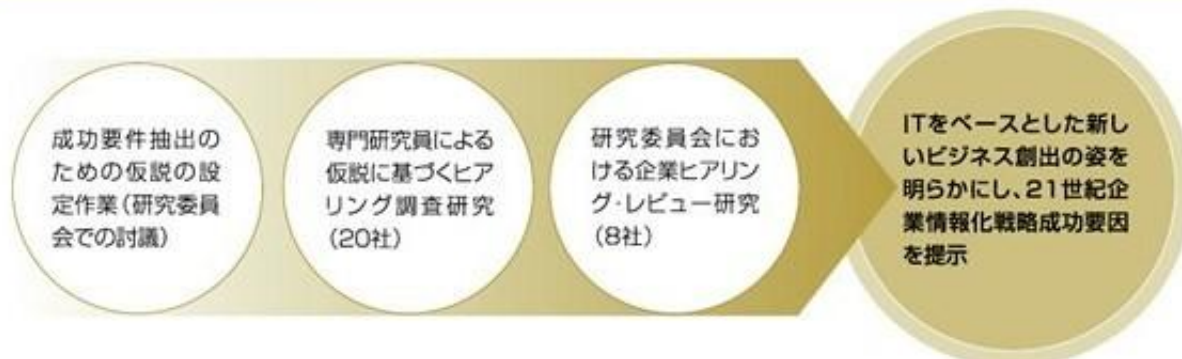 成功要件抽出の
ための仮説の設
定作業(研究委員
会での討議)
専門研究員による
仮説に基づくヒア
リング調査研究
(20社)
研究委員会にお
ける企業ヒアリン
グ・レビュー研究
(8社)
ITをベースとした新し
いビジネス創出の姿を
明らかにし、21世紀企
業情報化戦略成功要因
を提示